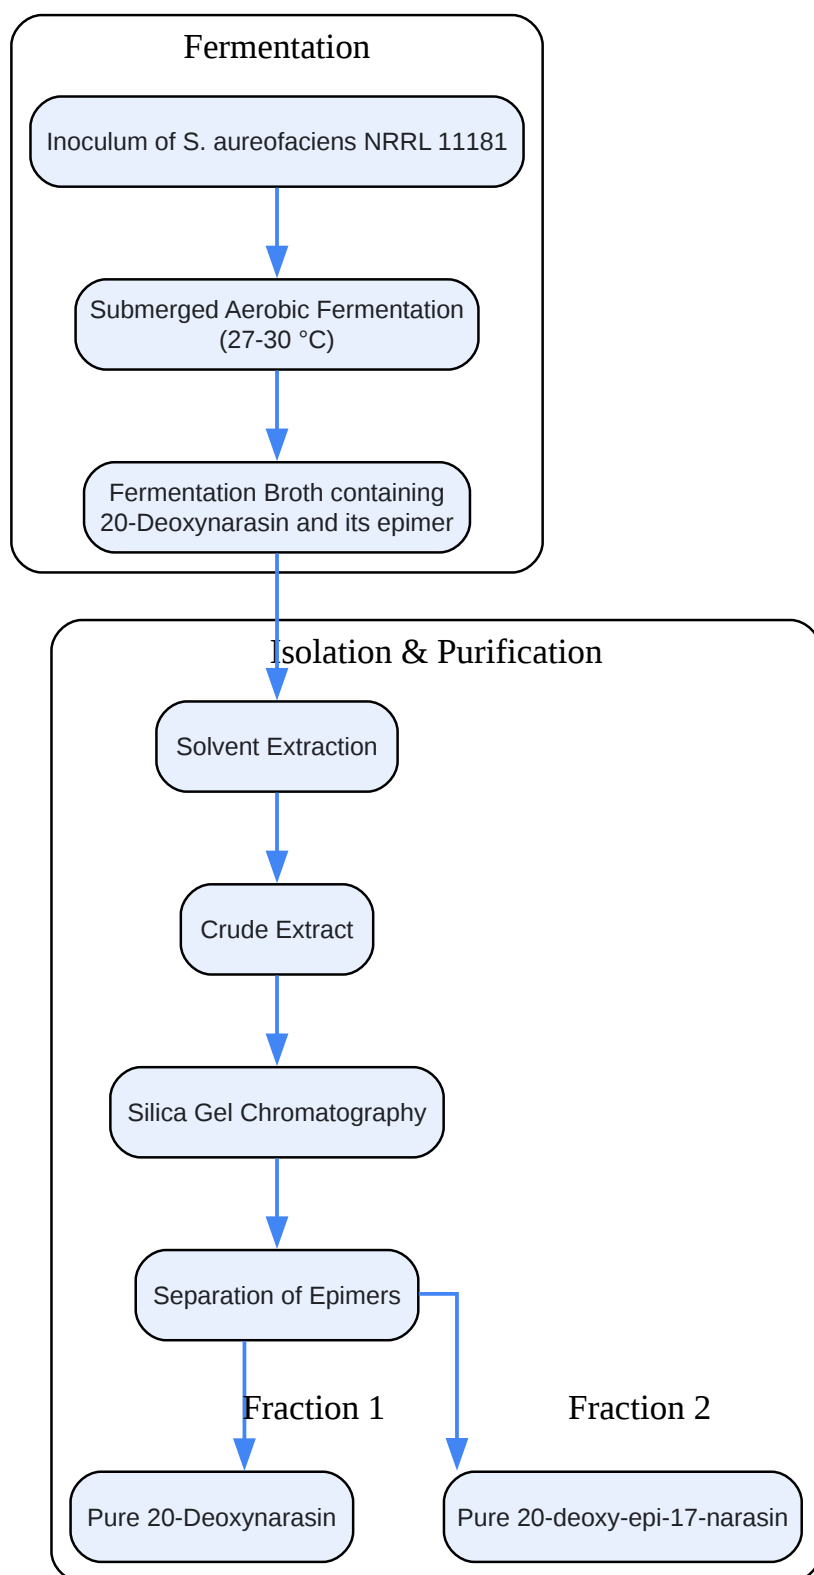 Fermentation
Inoculum of S. aureofaciens NRRL 11181
Submerged Aerobic Fermentation
(27-30 °C)
Fermentation Broth containing
20-Deoxynarasin and its epimer
Isolation & Purification
Solvent Extraction
Crude Extract
Silica Gel Chromatography
Separation of Epimers
Fraction 1
Fraction 2
Pure 20-Deoxynarasin
Pure 20-deoxy-epi-17-narasin